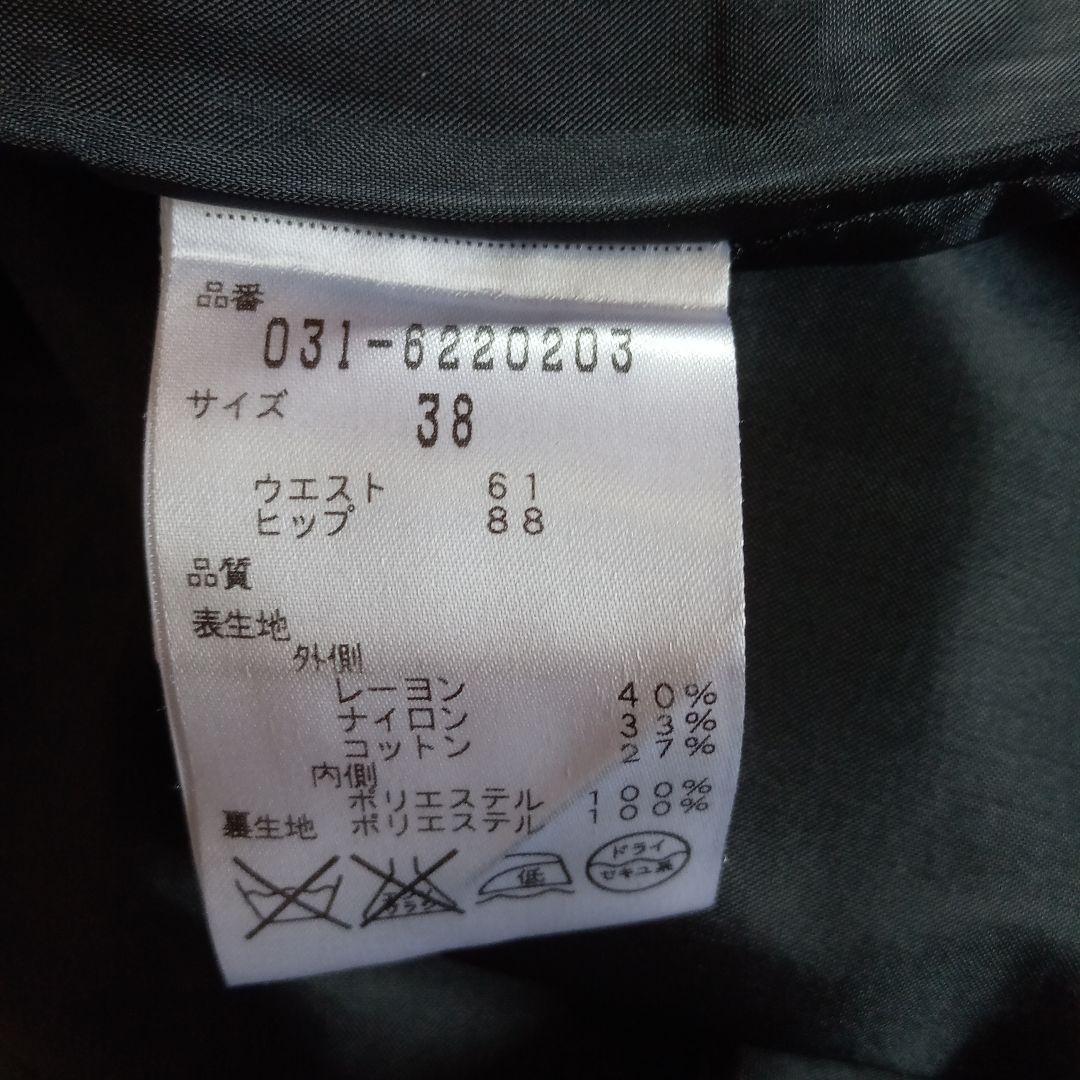 品番
031-6220203
サイズ 38
ウエスト 61
ヒップ 88
品質
表生地
外側
レーヨン 40%
ナイロン 33%
コットン 27%
内側
ポリエステル 100%
裏生地 ポリエステル 100%
低
ドライ
セキユ系